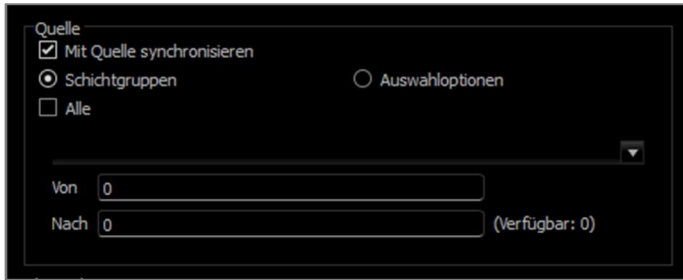 Quelle
Mit Quelle synchronisieren
Schichtgruppen Auswahloptionen
Alle
Von 0
Nach 0 (Verfügbar: 0)